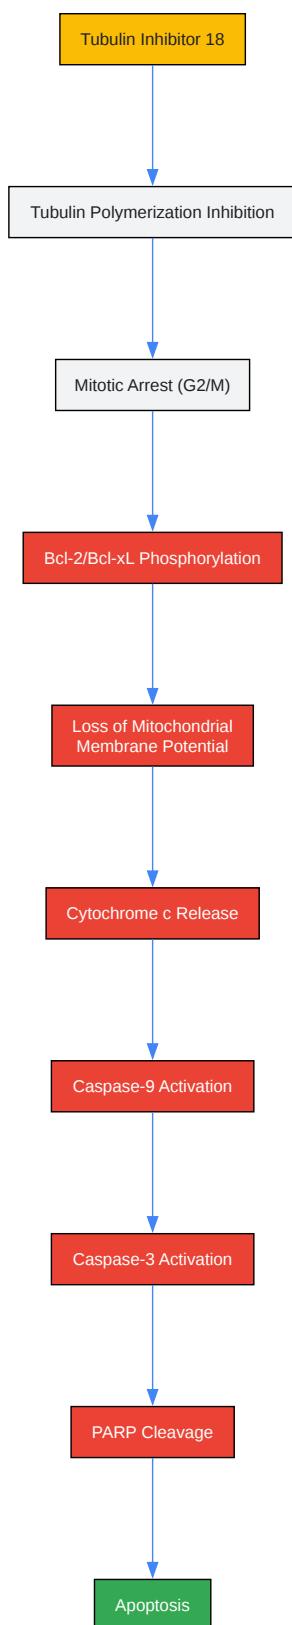 Tubulin Inhibitor 18
Tubulin Polymerization Inhibition
Mitotic Arrest (G2/M)
Bcl-2/Bcl-xL Phosphorylation
Loss of Mitochondrial
Membrane Potential
Cytochrome c Release
Caspase-9 Activation
Caspase-3 Activation
PARP Cleavage
Apoptosis